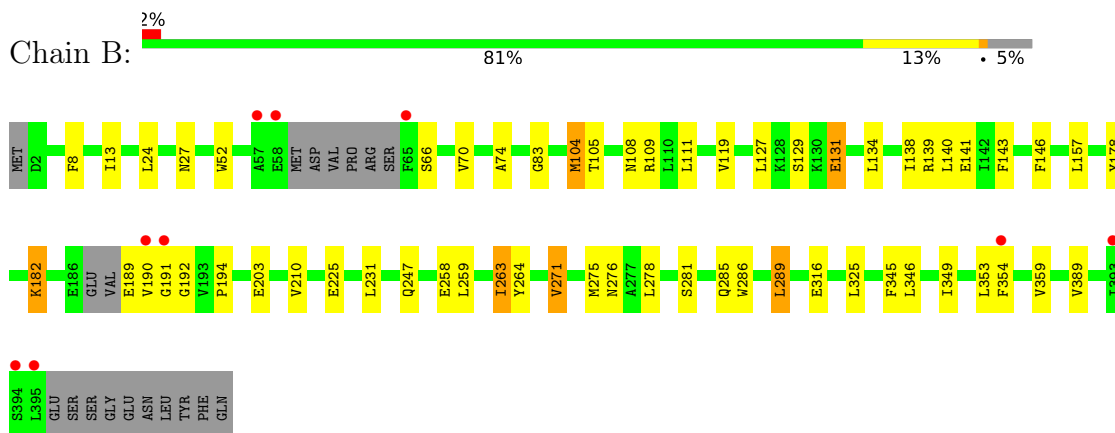 2%
Chain B:
81% 13% • 5%
MET D2 F8 I13 L24 N27 W52 A57 E58 MET ASP VAL PRO ARG SER F65 S66 V70 A74 G83 M104 T105 N108 R109 L110 L111 V119 L127 K128 S129 K130 E131 L134 I138 R139 L140 E141 I142 F143 F146 L157
K182 E186 GLU VAL E189 V190 G191 G192 V193 P194 E203 V210 E225 L231 Q247 E258 L259 I263 Y264 V271 M275 N276 A277 L278 S281 Q285 W286 L289 E316 L325 F345 L346 I349 L353 F354 V359 V389 I393
S394 L395 GLU SER SER GLY GLU ASN LEU TYR PHE GLN